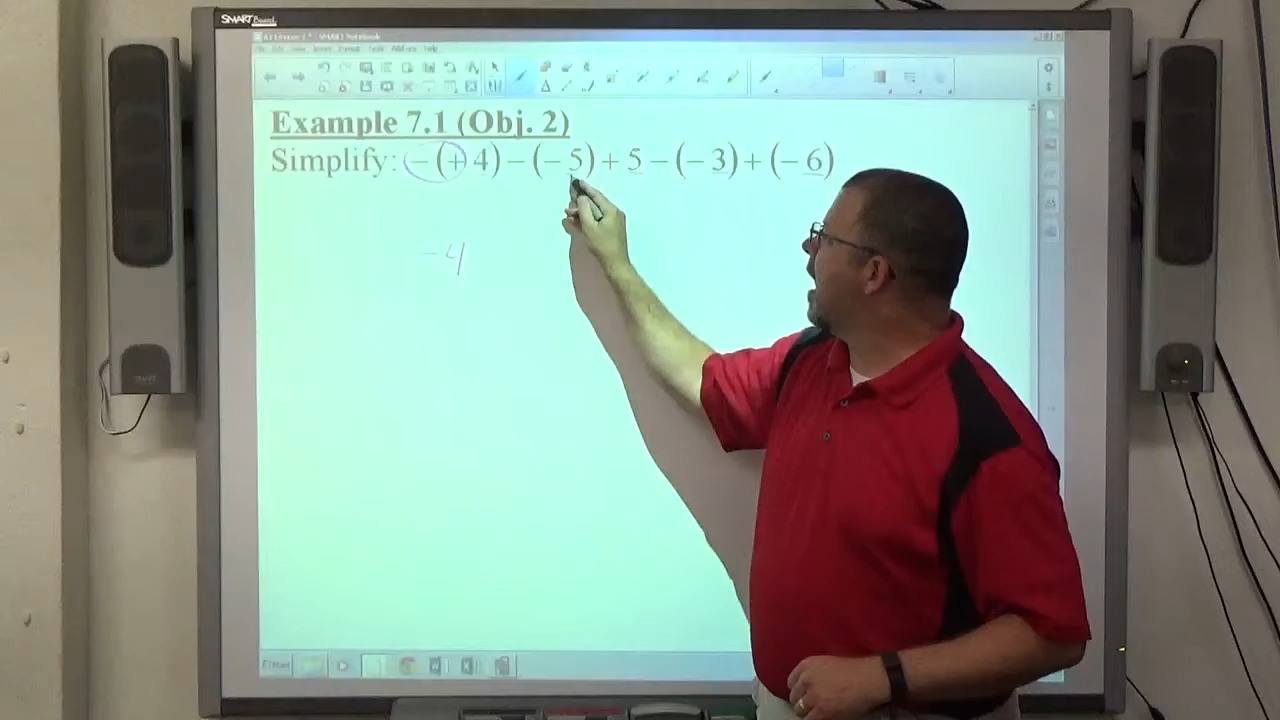 SMART Board
Example 7.1 (Obj. 2)
Simplify: −(+4)−(−5)+5−(−3)+(−6)
−4